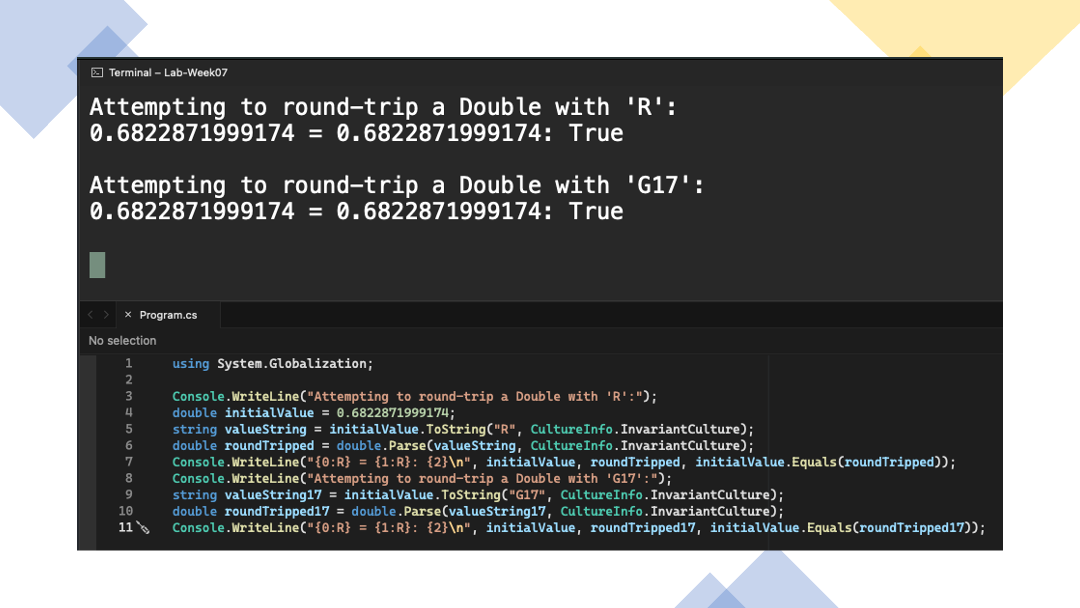 Terminal – Lab-Week07
Attempting to round-trip a Double with 'R':
0.6822871999174 = 0.6822871999174: True
Attempting to round-trip a Double with 'G17':
0.6822871999174 = 0.6822871999174: True
Program.cs
No selection
1 using System.Globalization;
2
3 Console.WriteLine("Attempting to round-trip a Double with 'R':");
4 double initialValue = 0.6822871999174;
5 string valueString = initialValue.ToString("R", CultureInfo.InvariantCulture);
6 double roundTripped = double.Parse(valueString, CultureInfo.InvariantCulture);
7 Console.WriteLine("{0:R} = {1:R}: {2}\n", initialValue, roundTripped, initialValue.Equals(roundTripped));
8 Console.WriteLine("Attempting to round-trip a Double with 'G17':");
9 string valueString17 = initialValue.ToString("G17", CultureInfo.InvariantCulture);
10 double roundTripped17 = double.Parse(valueString17, CultureInfo.InvariantCulture);
11 Console.WriteLine("{0:R} = {1:R}: {2}\n", initialValue, roundTripped17, initialValue.Equals(roundTripped17));